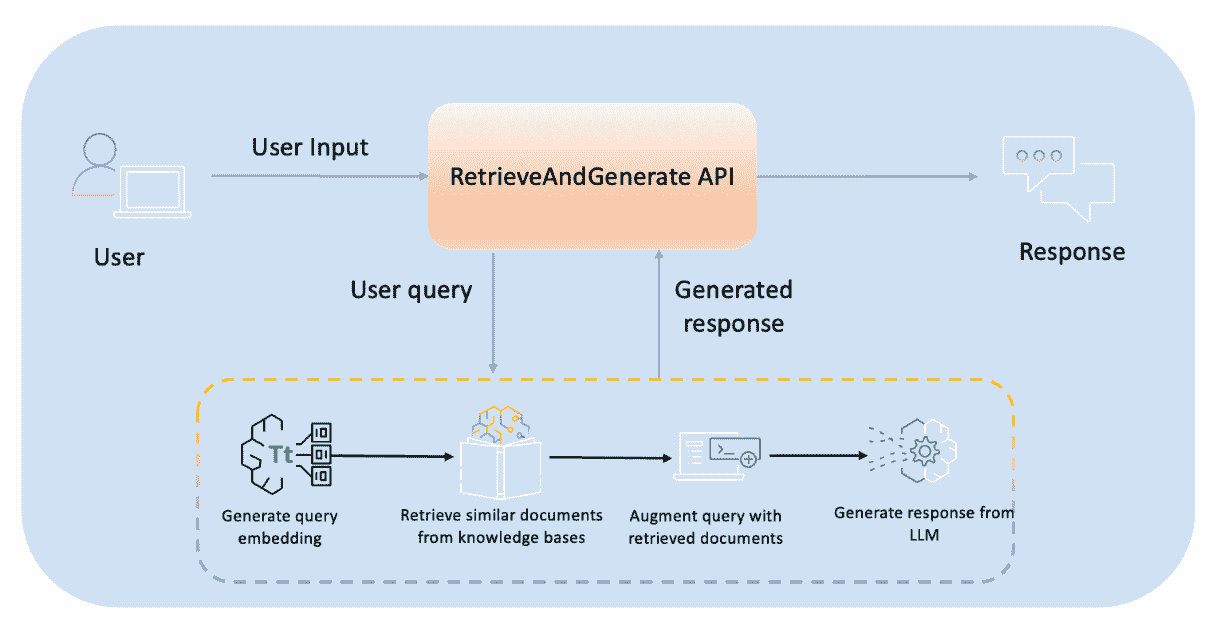 User Input
RetrieveAndGenerate API
User
Response
User query
Generated
response
Tt
Generate query
embedding
Retrieve similar documents
from knowledge bases
Augment query with
retrieved documents
Generate response from
LLM